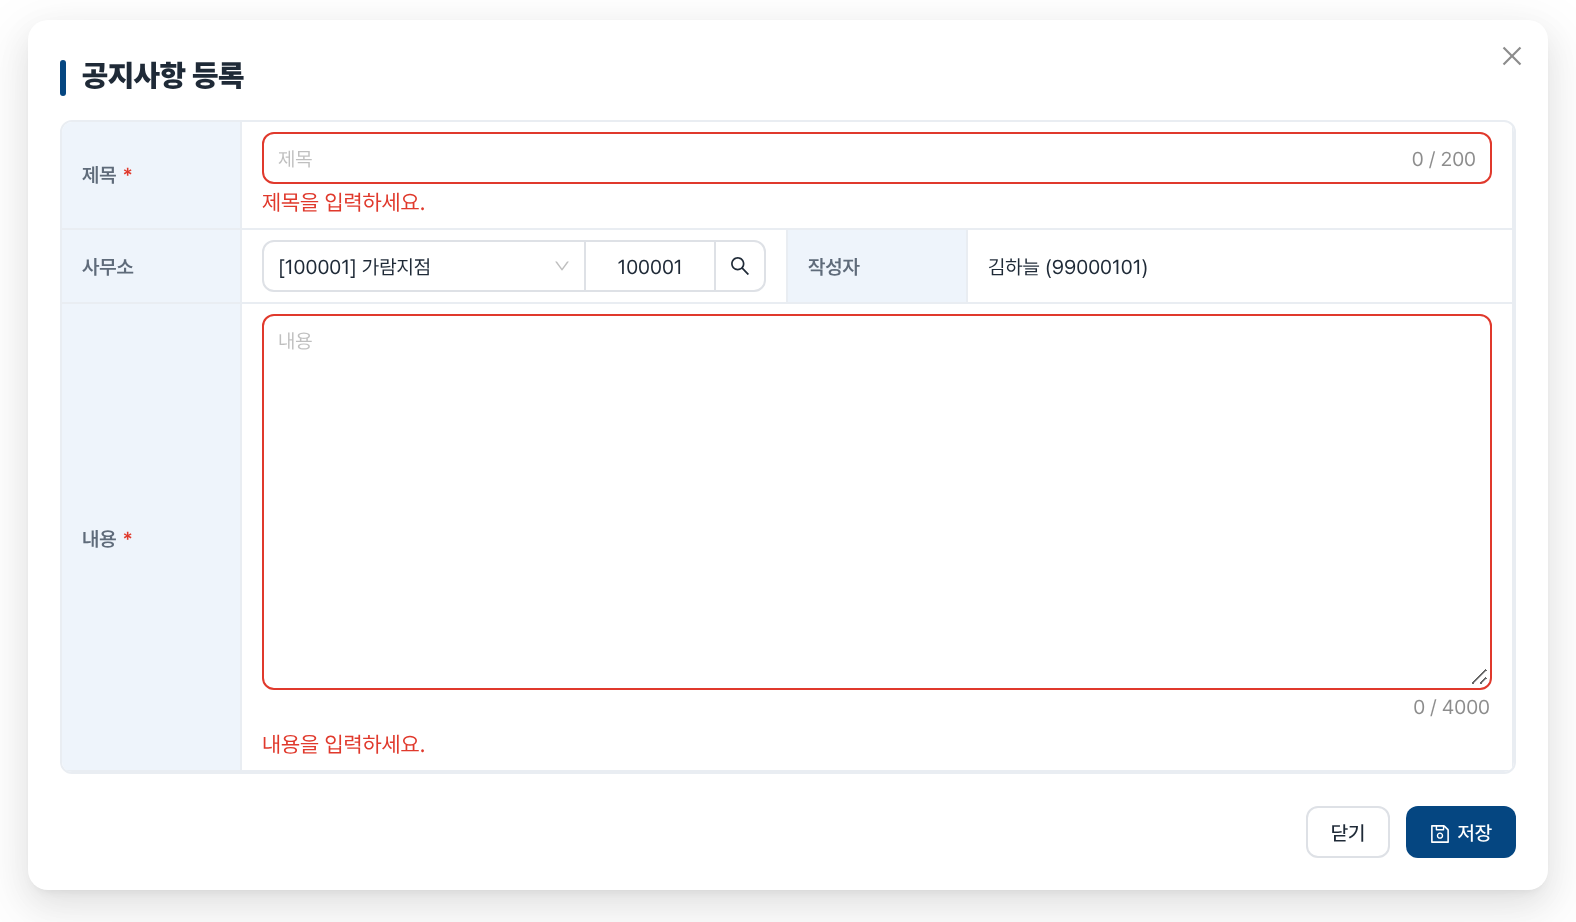 공지사항 등록
제목 *
제목 0 / 200
제목을 입력하세요.
사무소 [100001] 가람지점 100001 작성자 김하늘 (99000101)
내용 *
내용
0 / 4000
내용을 입력하세요.
닫기 저장